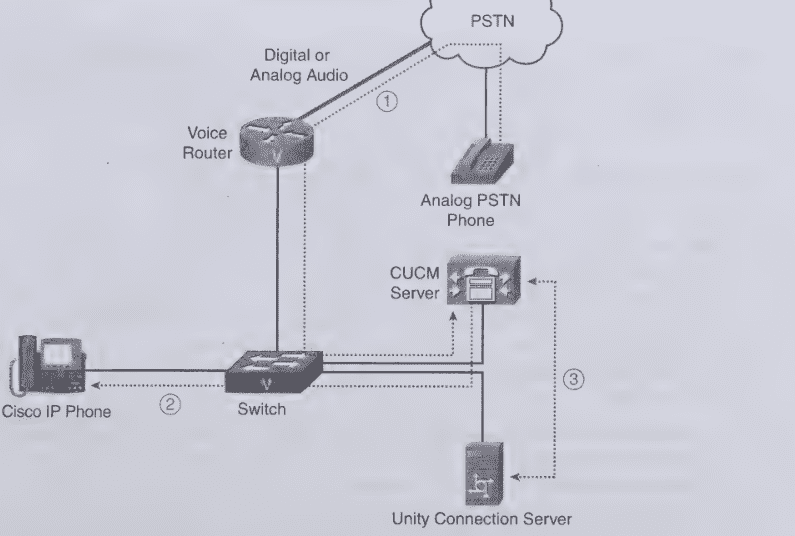 PSTN
Digital or
Analog Audio
1
Voice
Router
V
Analog PSTN
Phone
CUCM
Server
3
V
2
Cisco IP Phone
Switch
Unity Connection Server